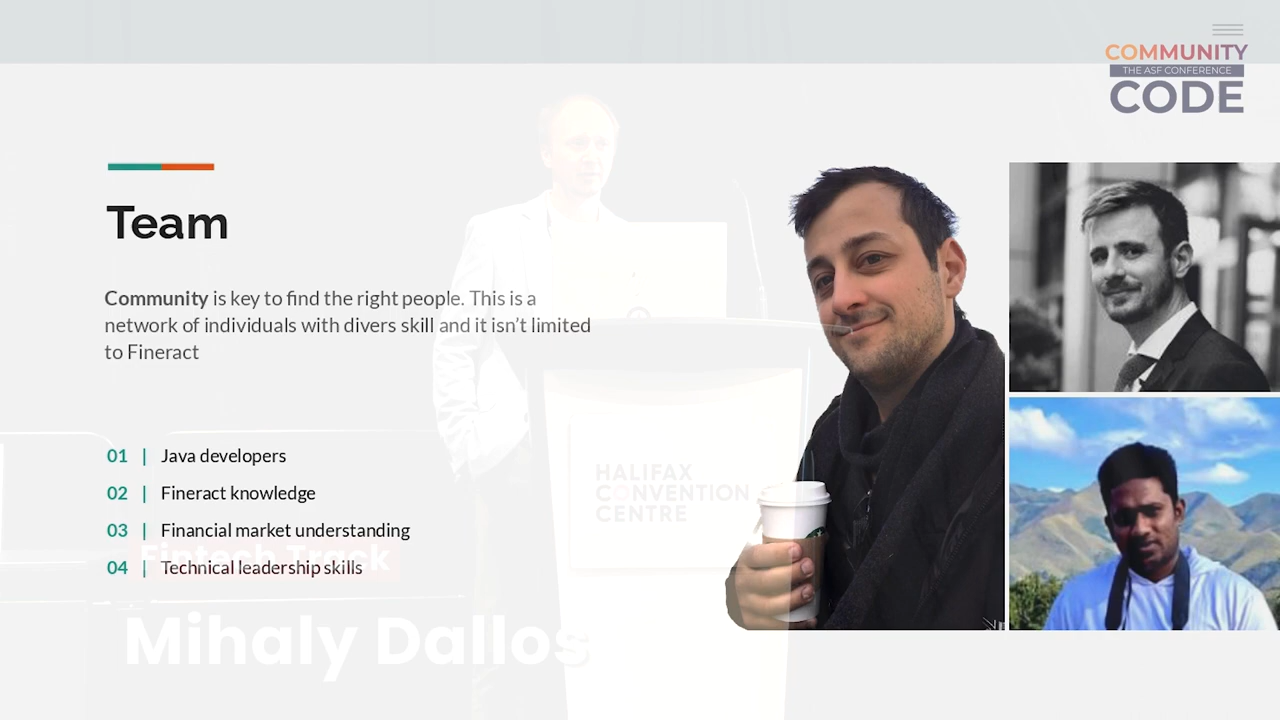 COMMUNITY
THE ASF CONFERENCE
CODE
Team
Community is key to find the right people. This is a
network of individuals with divers skill and it isn't limited
to Fineract
01 | Java developers
02 | Fineract knowledge
03 | Financial market understanding
04 | Technical leadership skills
HALIFAX
CONVENTION
CENTRE
Fintech Track
Mihaly Dallos